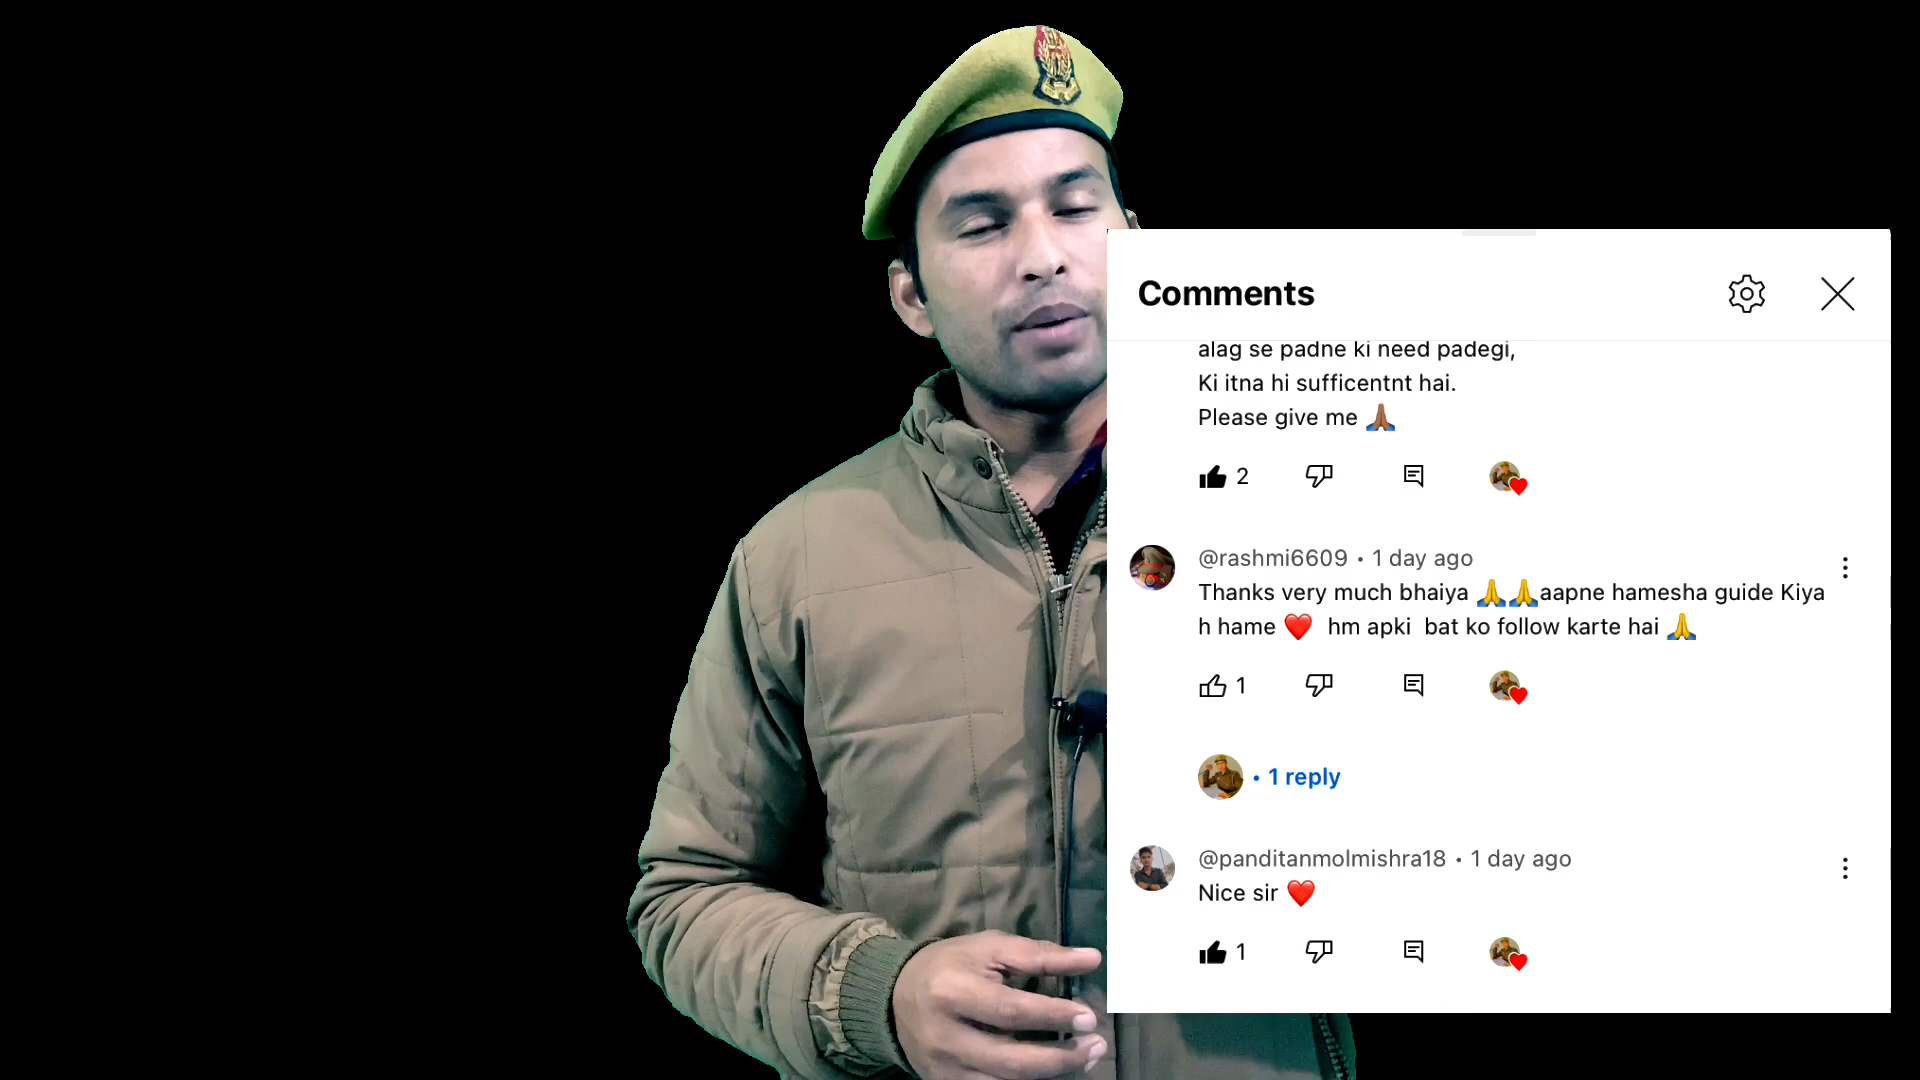 Comments
alag se padne ki need padegi,
Ki itna hi sufficentnt hai.
Please give me 🙏🏾
2
@rashmi6609 • 1 day ago
Thanks very much bhaiya 🙏🙏aapne hamesha guide Kiya
h hame ❤️ hm apki bat ko follow karte hai 🙏
1
• 1 reply
@panditanmolmishra18 • 1 day ago
Nice sir ❤️
1